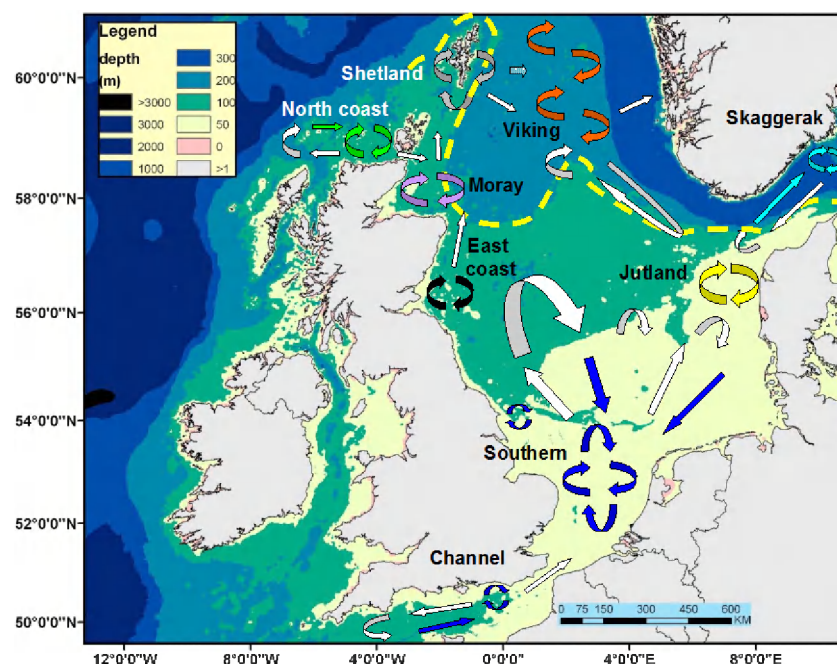 Legend
depth
(m)
>3000
3000
2000
1000
300
200
100
50
0
>1
60°0'0"N
58°0'0"N
56°0'0"N
54°0'0"N
52°0'0"N
50°0'0"N
Shetland
North coast
Viking
Skaggerak
Moray
East
coast
Jutland
Southern
Channel
0 75 150 300 450 600
KM
12°0'0"W 8°0'0"W 4°0'0"W 0°0'0"E 4°0'0"E 8°0'0"E